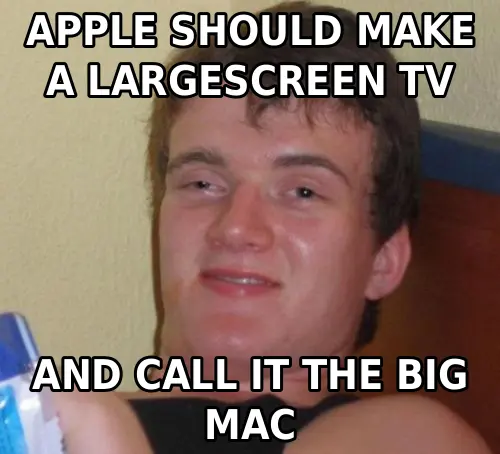 APPLE SHOULD MAKE
A LARGESCREEN TV
AND CALL IT THE BIG
MAC